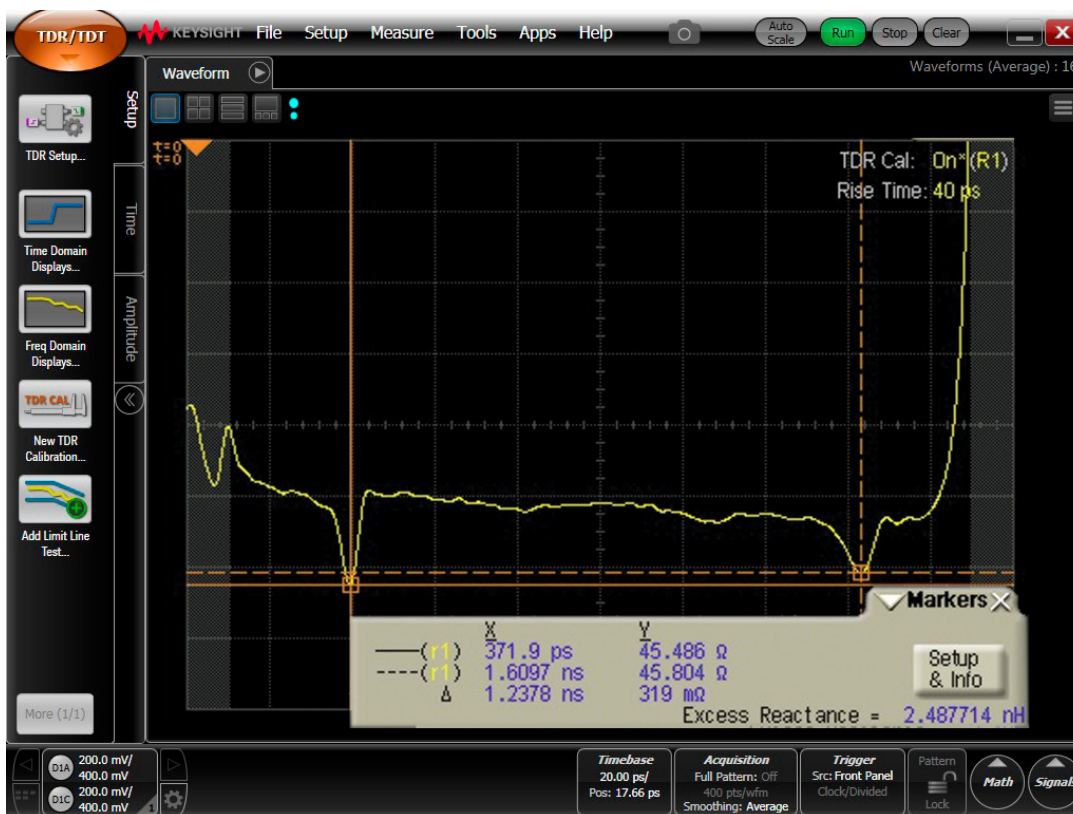 TDR/TDT
KEYSIGHT File Setup Measure Tools Apps Help
Auto Scale
Run
Stop
Clear
X
Waveform
Waveforms (Average) : 16
Setup
Time
Amplitude
TDR Setup...
Time Domain
Displays...
Freq Domain
Displays...
TDR CAL
New TDR
Calibration...
Add Limit Line
Test...
More (1/1)
t=0
t=0
TDR Cal: On*(R1)
Rise Time: 40 ps
Markers
X Y
(r1) 371.9 ps 45.486 Ω
(r1) 1.6097 ns 45.804 Ω
Δ 1.2378 ns 319 mΩ
Setup
& Info
Excess Reactance = 2.487714 nH
D1A 200.0 mV/
400.0 mV
D1C 200.0 mV/
400.0 mV
1
Timebase
20.00 ps/
Pos: 17.66 ps
Acquisition
Full Pattern: Off
400 pts/wfm
Smoothing: Average
Trigger
Src: Front Panel
Clock/Divided
Pattern
Lock
Math
Signals